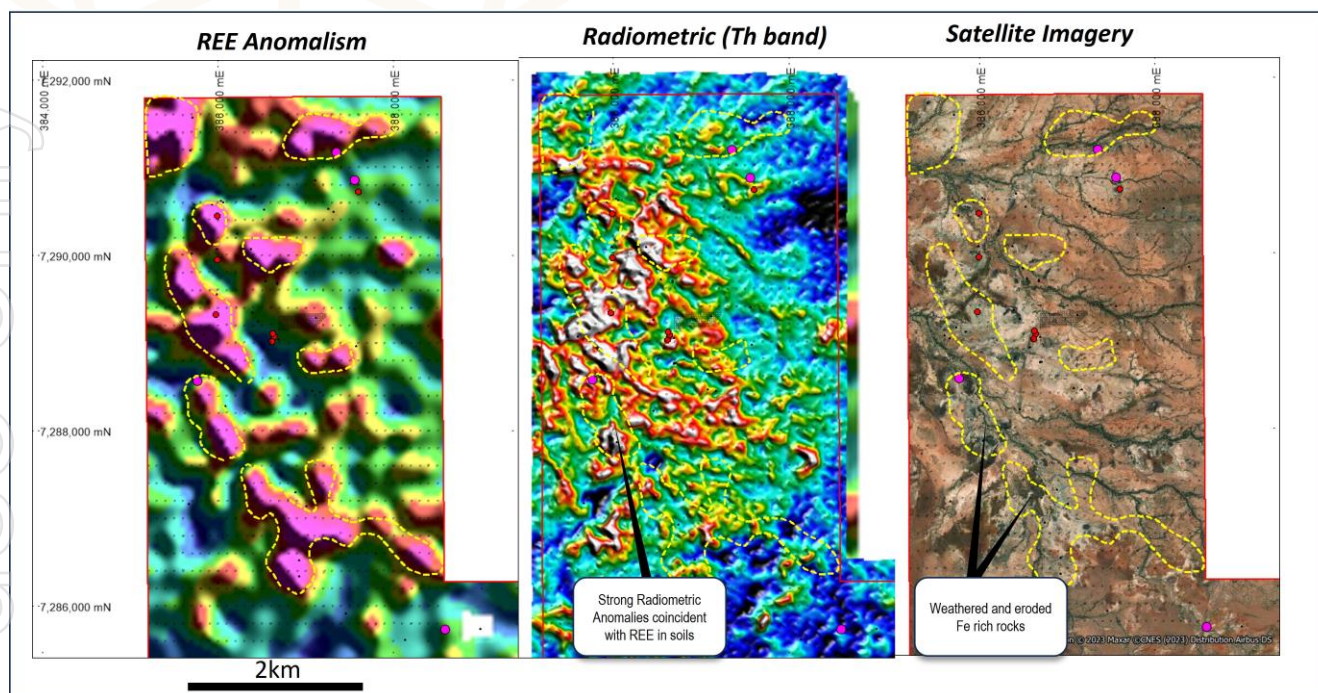 REE Anomalism
Radiometric (Th band)
Satellite Imagery
7,292,000 mN
384,000 mE
386,000 mE
388,000 mE
386,000 mE
388,000 mE
386,000 mE
388,000 mE
7,290,000 mN
7,288,000 mN
7,286,000 mN
Strong Radiometric
Anomalies coincident
with REE in soils
Weathered and eroded
Fe rich rocks
© 2023 Maxar © CNES (2023) Distribution Airbus DS
2km